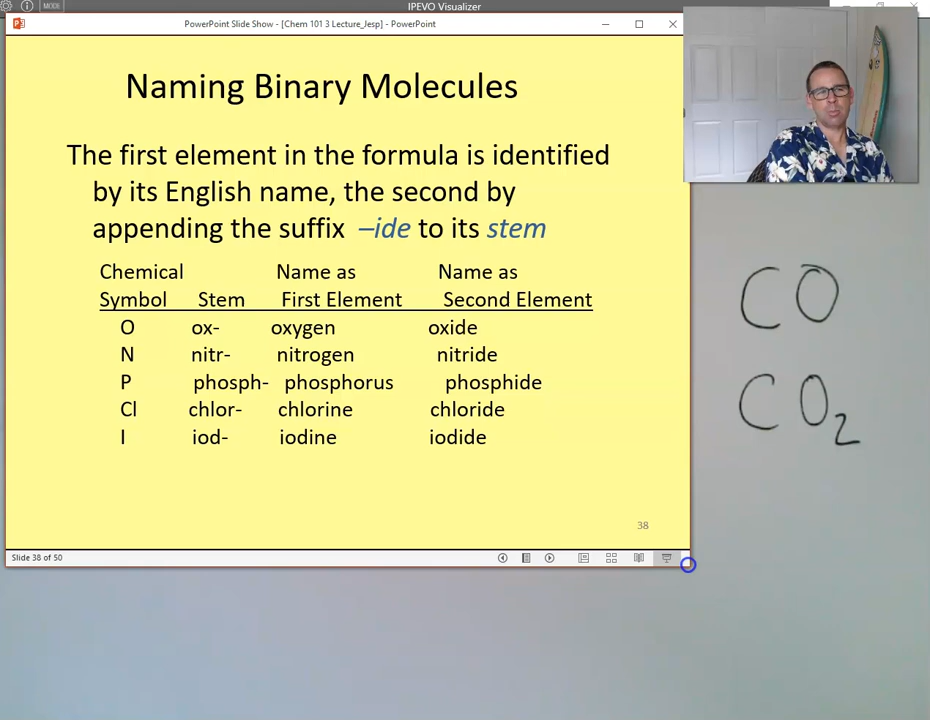 IPEVO Visualizer
MODE
PowerPoint Slide Show - [Chem 101 3 Lecture_Jesp] - PowerPoint
Naming Binary Molecules
The first element in the formula is identified
by its English name, the second by
appending the suffix –ide to its stem
Chemical Name as Name as
Symbol Stem First Element Second Element
O ox- oxygen oxide
N nitr- nitrogen nitride
P phosph- phosphorus phosphide
Cl chlor- chlorine chloride
I iod- iodine iodide
38
Slide 38 of 50
CO
CO2